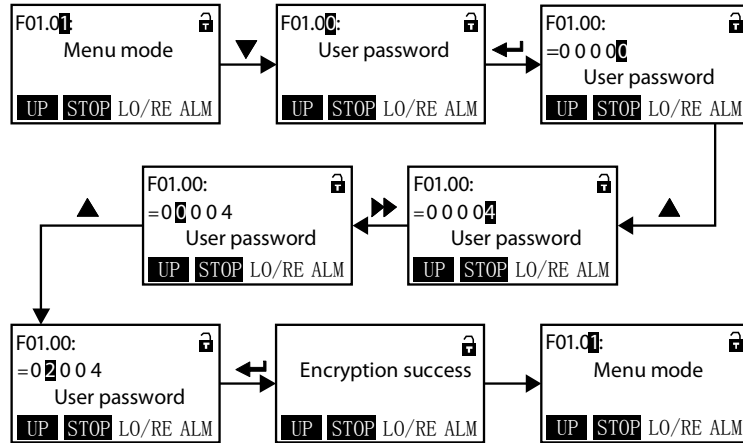 F01.01:
Menu mode
UP STOP LO/RE ALM
F01.00:
User password
UP STOP LO/RE ALM
F01.00:
=0 0 0 0 0
User password
UP STOP LO/RE ALM
F01.00:
=0 0 0 0 4
User password
UP STOP LO/RE ALM
F01.00:
=0 0 0 0 4
User password
UP STOP LO/RE ALM
F01.00:
=0 2 0 0 4
User password
UP STOP LO/RE ALM
Encryption success
UP STOP LO/RE ALM
F01.01:
Menu mode
UP STOP LO/RE ALM